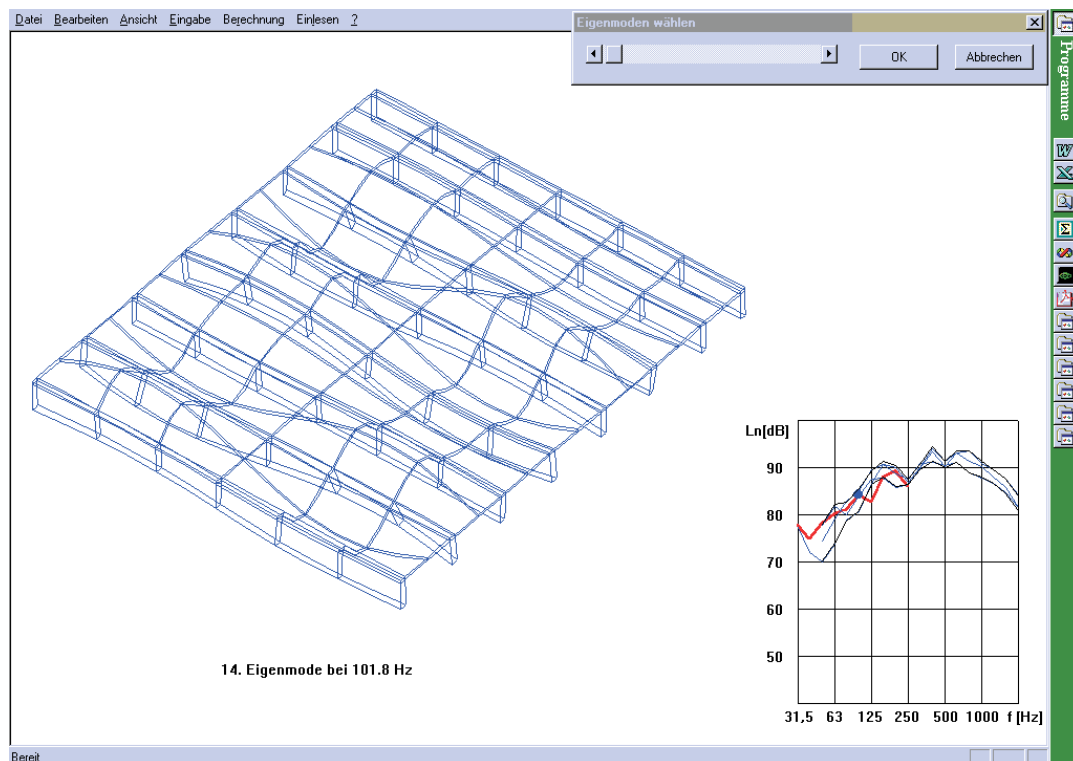 Datei Bearbeiten Ansicht Eingabe Berechnung Einlesen ?
Eigenmoden wählen
OK
Abbrechen
Programme
W
X
Σ
Ln[dB]
90
80
70
60
50
31,5 63 125 250 500 1000 f [Hz]
14. Eigenmode bei 101.8 Hz
Bereit